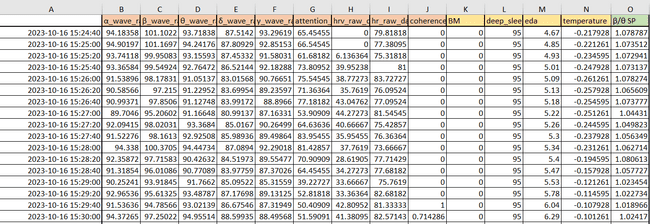 A B C D E F G H I J K L M N O
α_wave_r β_wave_r θ_wave_r δ_wave_r γ_wave_r attention hrv_raw_d hr_raw_da coherence BM deep_slee eda temperature β/θ SP
2023-10-16 15:24:40 94.18358 101.1022 93.71838 87.5142 93.29619 65.45455 0 79.81818 0 0 95 4.67 -0.217928 1.078787
2023-10-16 15:25:00 94.90197 101.1697 94.24176 87.80929 92.85153 66.54545 0 77.38095 0 0 95 4.85 -0.221261 1.073512
2023-10-16 15:25:20 93.74118 99.95083 93.15593 87.45332 91.58031 61.68182 6.136364 75.31818 0 0 95 4.93 -0.234595 1.072941
2023-10-16 15:25:40 93.36584 99.54924 92.76472 86.52144 92.18288 73.80952 39.95238 81 0 0 95 5.01 -0.247928 1.073137
2023-10-16 15:26:00 91.53896 98.17831 91.05137 83.01568 90.76651 75.54545 38.77273 83.72727 0 0 95 5.09 -0.261261 1.078274
2023-10-16 15:26:20 90.58566 97.215 91.22952 83.69954 89.23597 71.36364 35.7619 76.09524 0 0 95 5.13 -0.257928 1.065609
2023-10-16 15:26:40 90.99371 97.8506 91.12748 83.89912 88.8966 77.18182 43.04762 77.09524 0 0 95 5.18 -0.254595 1.073777
2023-10-16 15:27:00 89.7046 95.20602 91.16648 80.99137 87.16331 53.90909 44.27273 81.54545 0 0 95 5.22 -0.251261 1.04431
2023-10-16 15:27:20 92.09415 98.02031 93.3684 85.0167 90.26499 64.63636 40.66667 75.42857 0 0 95 5.26 -0.244595 1.049823
2023-10-16 15:27:40 91.52276 98.1613 92.92508 85.98936 89.49864 83.95455 35.95455 76.36364 0 0 95 5.3 -0.237928 1.056349
2023-10-16 15:28:00 94.338 100.3705 94.44734 87.0894 92.29018 81.42857 37.7619 73.66667 0 0 95 5.34 -0.231261 1.062714
2023-10-16 15:28:20 92.35872 97.71583 90.42632 84.51973 89.55477 70.90909 28.61905 77.71429 0 0 95 5.4 -0.194595 1.080613
2023-10-16 15:28:40 91.31854 96.01086 90.77089 83.97759 87.37026 64.45455 34.27273 77.68182 0 0 95 5.47 -0.157928 1.057727
2023-10-16 15:29:00 90.25241 93.91845 91.7662 85.09522 85.31559 39.22727 33.66667 75.7619 0 0 95 5.53 -0.121261 1.023454
2023-10-16 15:29:20 92.96536 95.61325 93.48787 87.17698 89.13125 52.81818 33.36364 82.68182 0 0 95 5.78 -0.114595 1.022734
2023-10-16 15:29:40 91.53636 94.78566 93.02139 86.67546 87.31949 50.40909 42.80952 81.33333 1 0 95 6.04 -0.107928 1.018966
2023-10-16 15:30:00 94.37265 97.25022 94.95514 88.59935 89.49568 51.59091 41.38095 82.57143 0.714286 0 95 6.29 -0.101261 1.02417